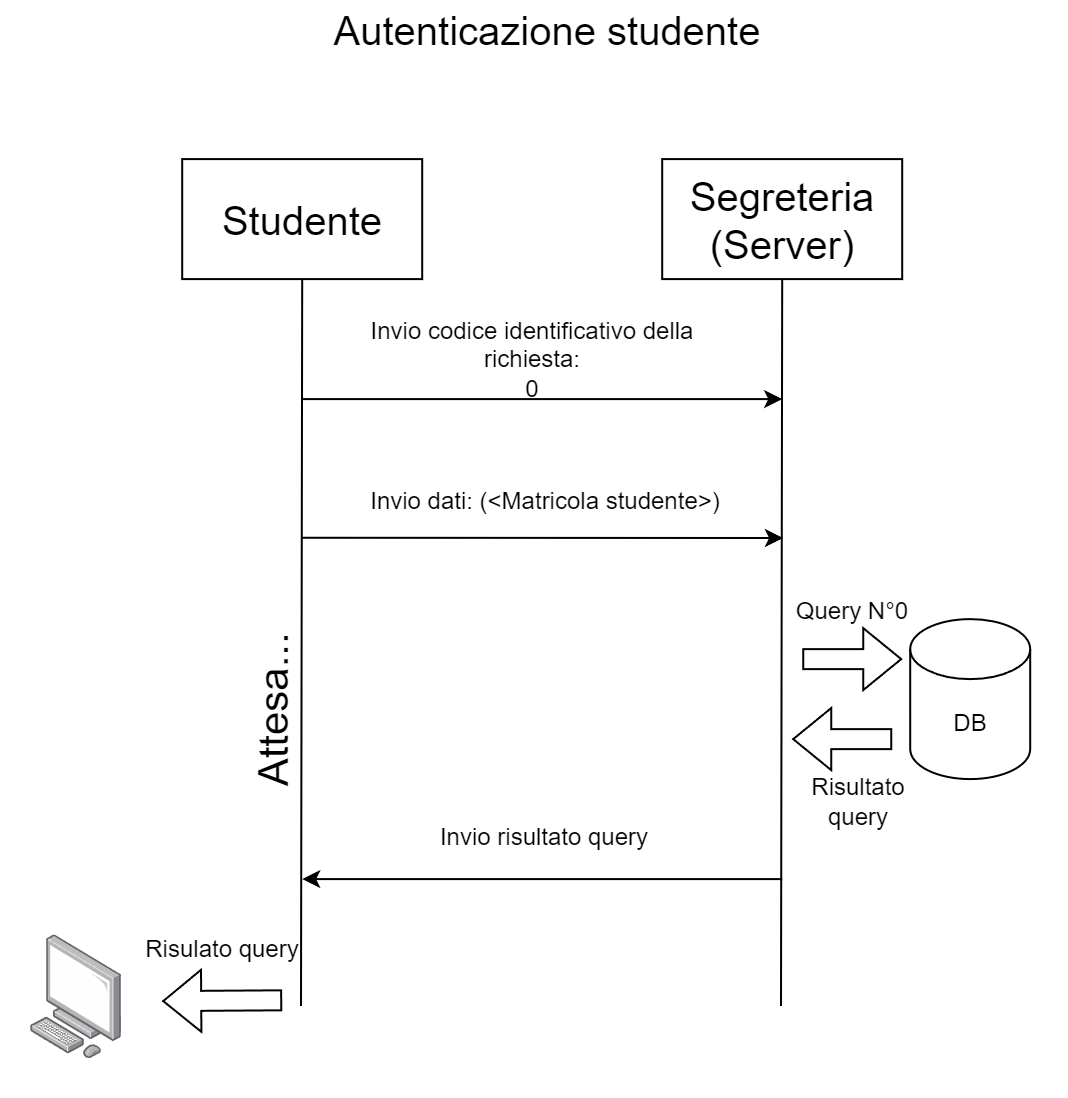 Autenticazione studente
Studente
Segreteria
(Server)
Invio codice identificativo della
richiesta:
0
Invio dati: (<Matricola studente>)
Query N°0
DB
Attesa...
Risultato
query
Invio risultato query
Risulato query